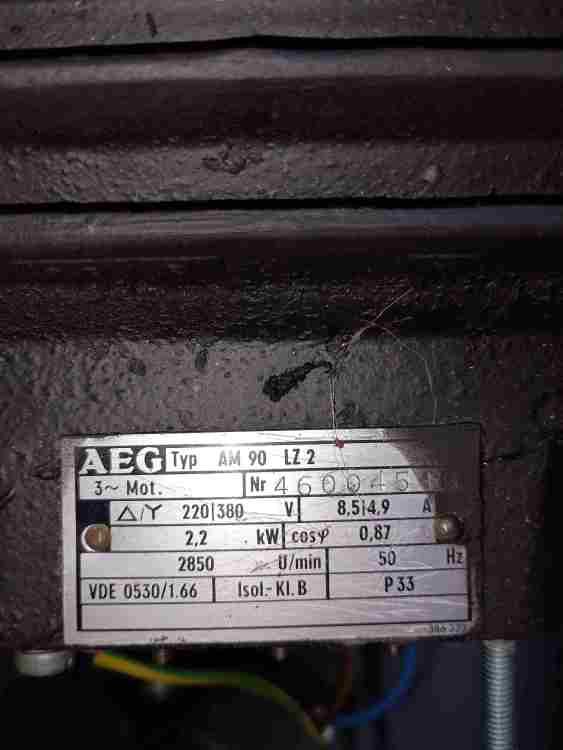 AEG Typ AM 90 LZ 2
3~ Mot. Nr 460045
Δ/Y 220|380 V 8,5|4,9 A
2,2 kW cosφ 0,87
2850 U/min 50 Hz
VDE 0530/1.66 Isol.-Kl. B P 33